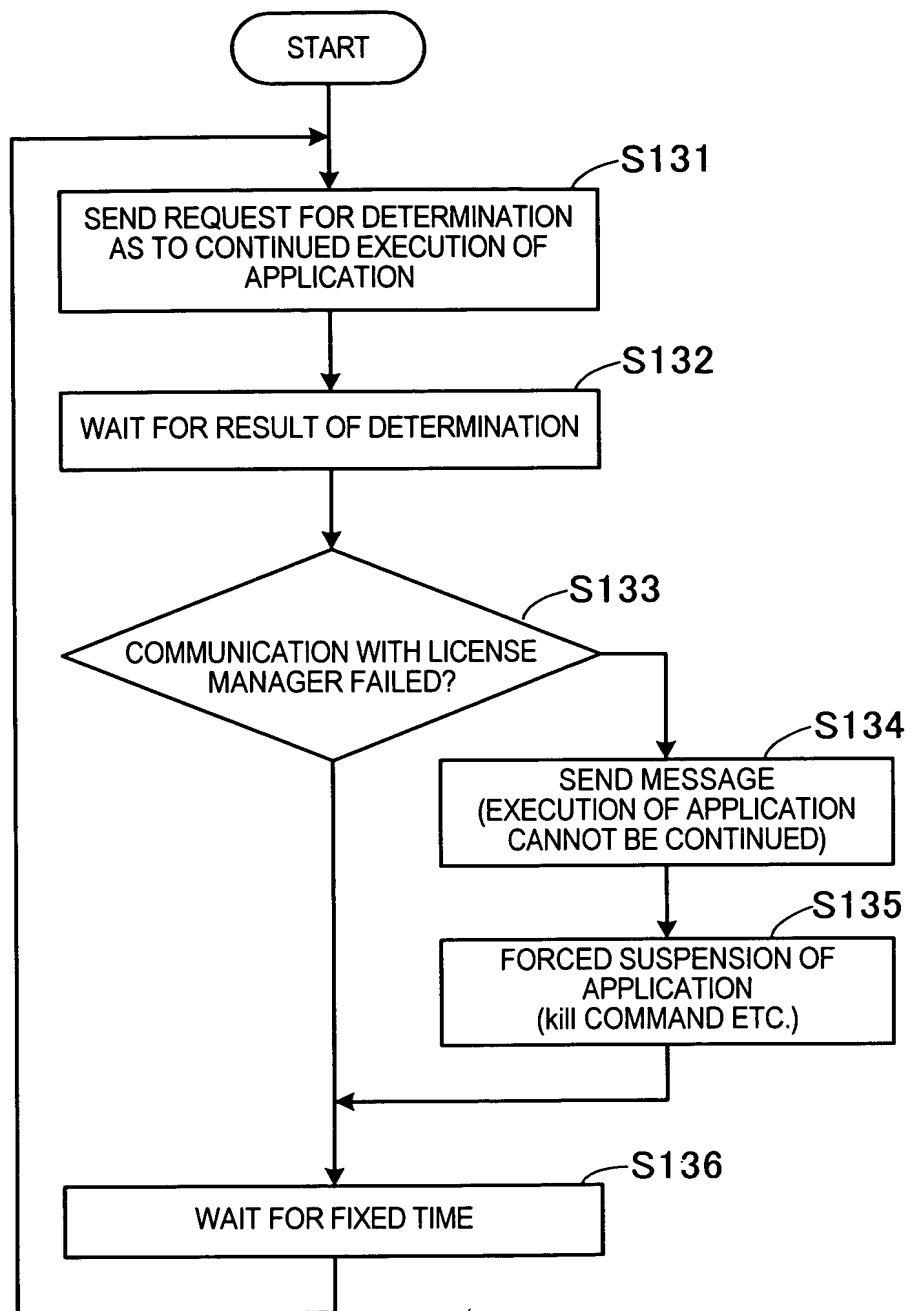 START
S131
SEND REQUEST FOR DETERMINATION
AS TO CONTINUED EXECUTION OF
APPLICATION
S132
WAIT FOR RESULT OF DETERMINATION
S133
COMMUNICATION WITH LICENSE
MANAGER FAILED?
S134
SEND MESSAGE
(EXECUTION OF APPLICATION
CANNOT BE CONTINUED)
S135
FORCED SUSPENSION OF
APPLICATION
(kill COMMAND ETC.)
S136
WAIT FOR FIXED TIME